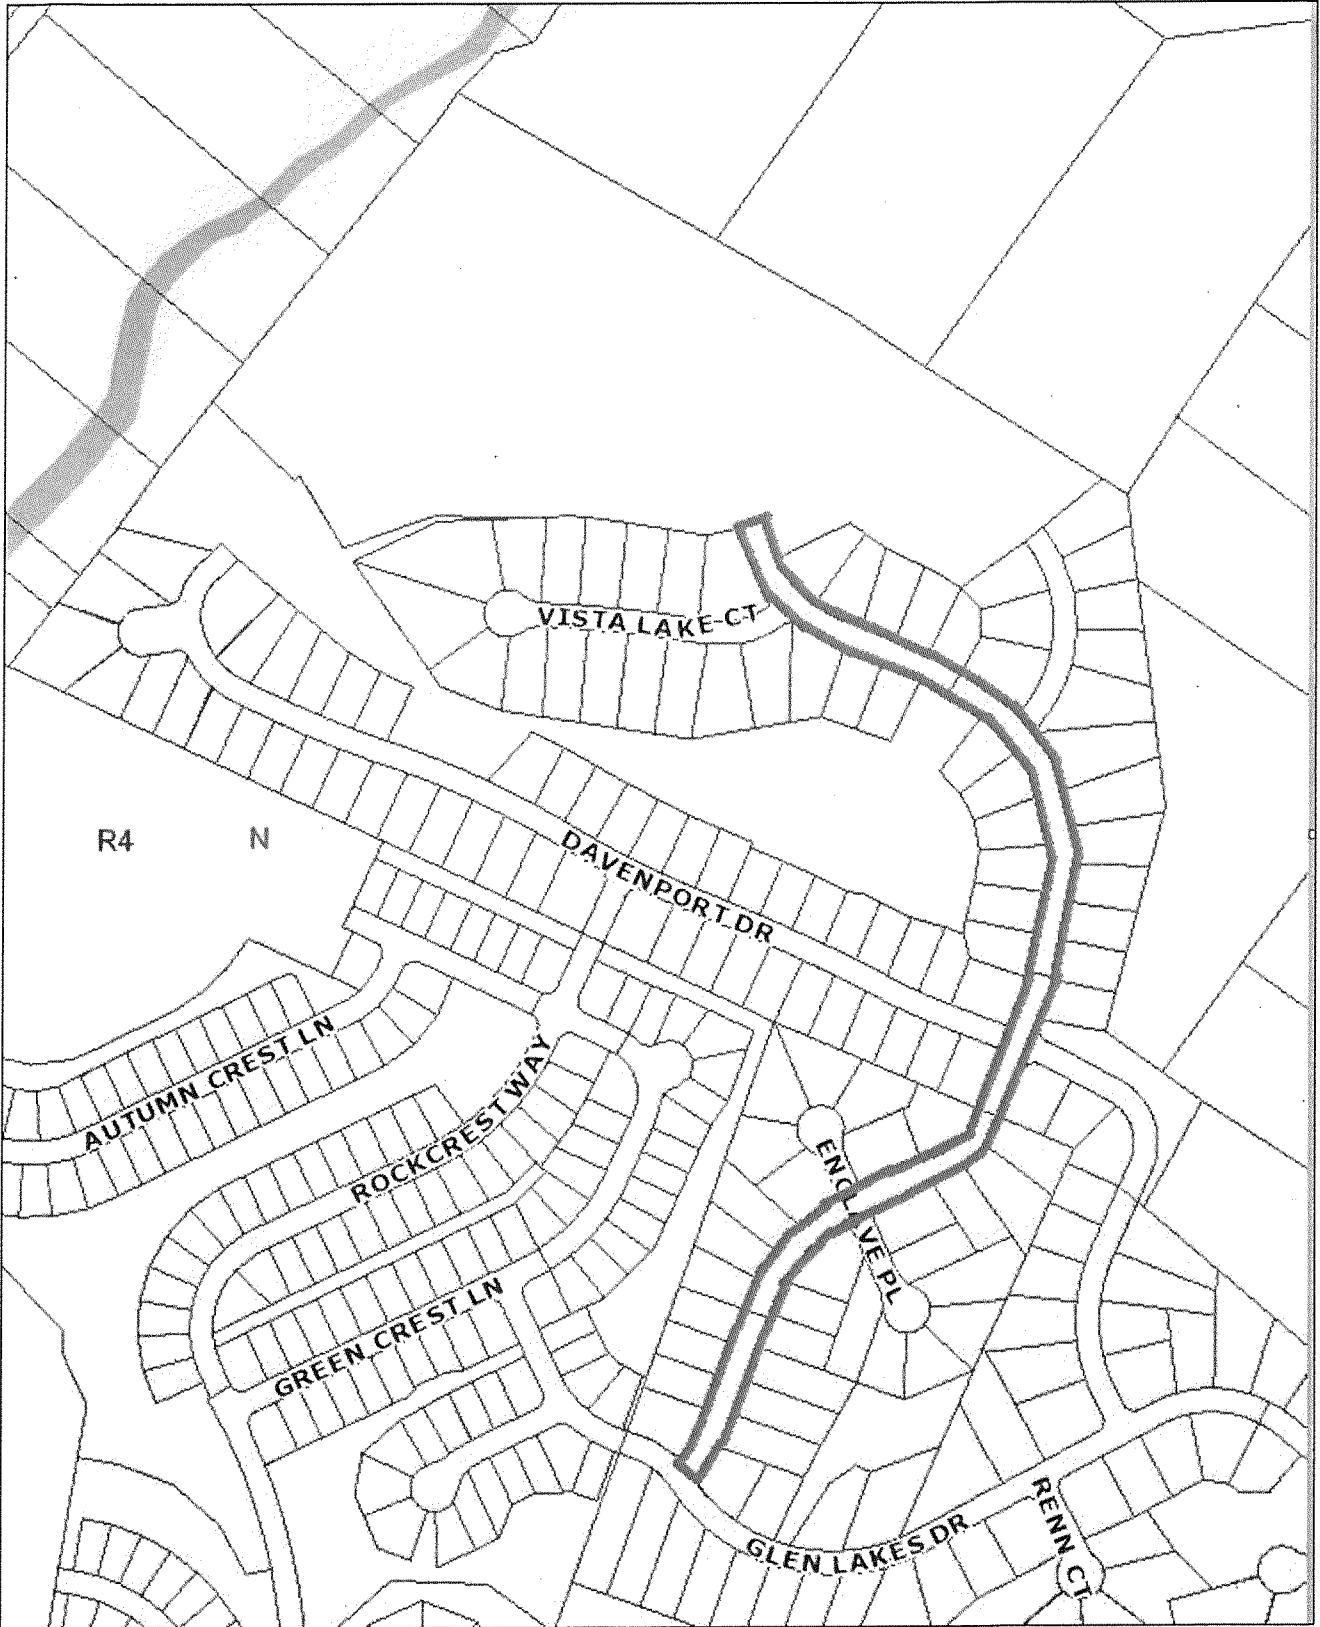 VISTA LAKE CT
R4
N
DAVENPORT DR
AUTUMN CREST LN
ROCKCREST WAY
ENCLAVE PL
GREEN CREST LN
GLEN LAKES DR
RENN CT